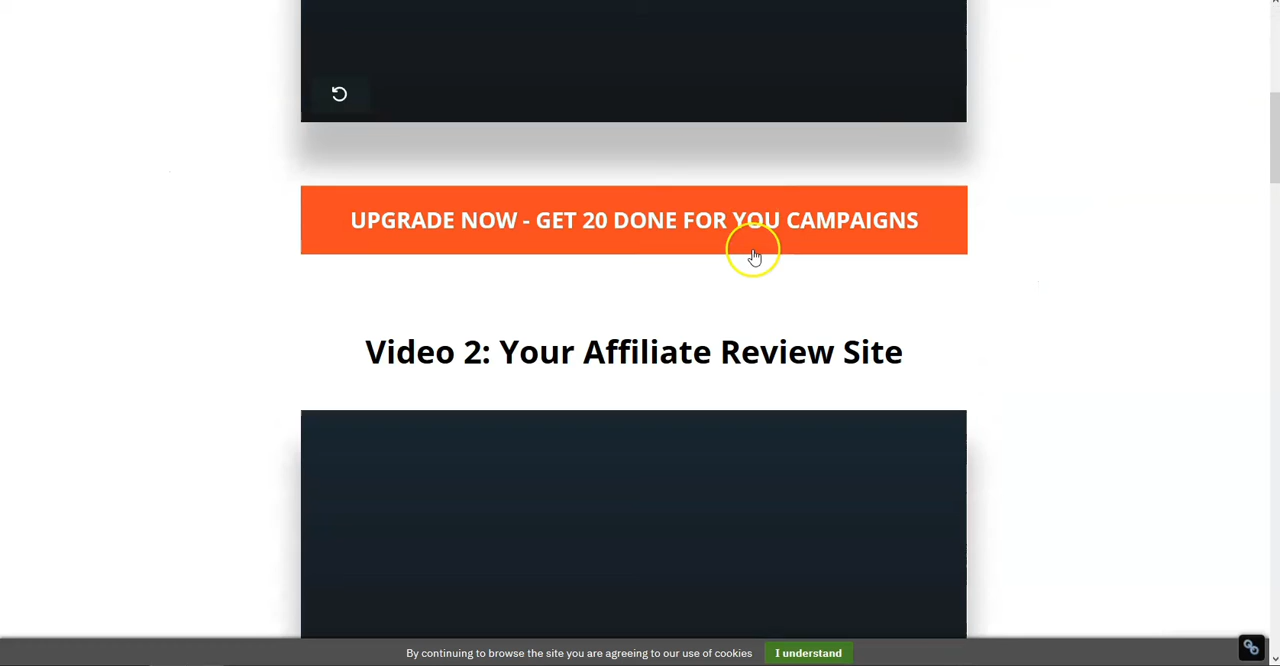 UPGRADE NOW - GET 20 DONE FOR YOU CAMPAIGNS
Video 2: Your Affiliate Review Site
By continuing to browse the site you are agreeing to our use of cookies
I understand